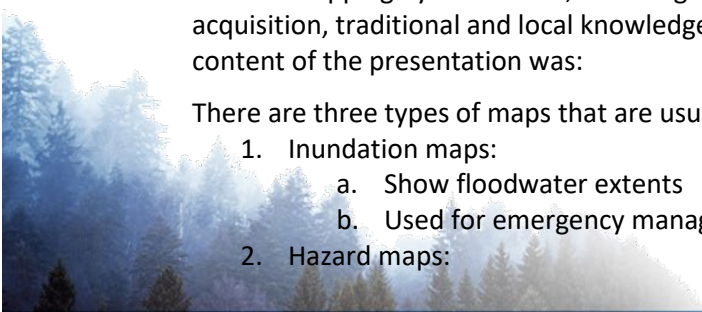 acquisition, traditional and local knowledge
content of the presentation was:
There are three types of maps that are usu
1. Inundation maps:
a. Show floodwater extents
b. Used for emergency manag
2. Hazard maps: